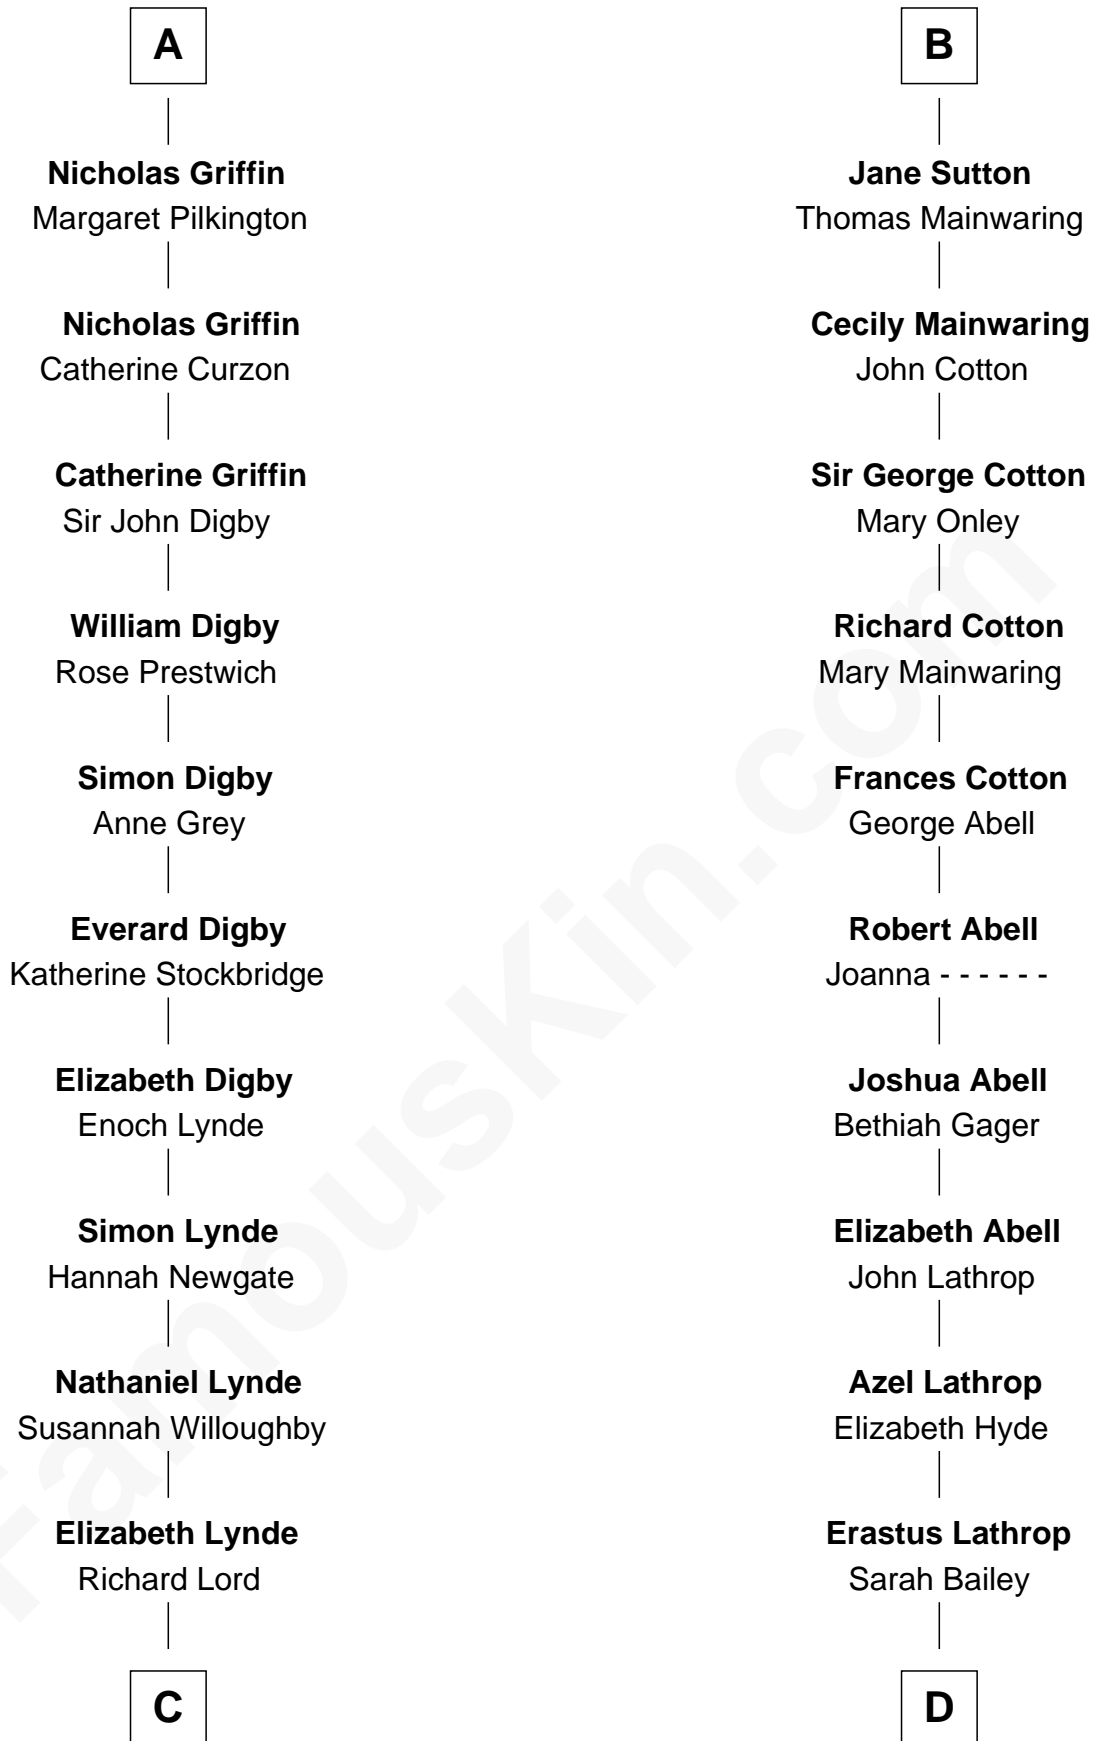 A
Nicholas Griffin
Margaret Pilkington
Nicholas Griffin
Catherine Curzon
Catherine Griffin
Sir John Digby
William Digby
Rose Prestwich
Simon Digby
Anne Grey
Everard Digby
Katherine Stockbridge
Elizabeth Digby
Enoch Lynde
Simon Lynde
Hannah Newgate
Nathaniel Lynde
Susannah Willoughby
Elizabeth Lynde
Richard Lord
C
B
Jane Sutton
Thomas Mainwaring
Cecily Mainwaring
John Cotton
Sir George Cotton
Mary Onley
Richard Cotton
Mary Mainwaring
Frances Cotton
George Abell
Robert Abell
Joanna - - - - - -
Joshua Abell
Bethiah Gager
Elizabeth Abell
John Lathrop
Azel Lathrop
Elizabeth Hyde
Erastus Lathrop
Sarah Bailey
D
FamousKin.com